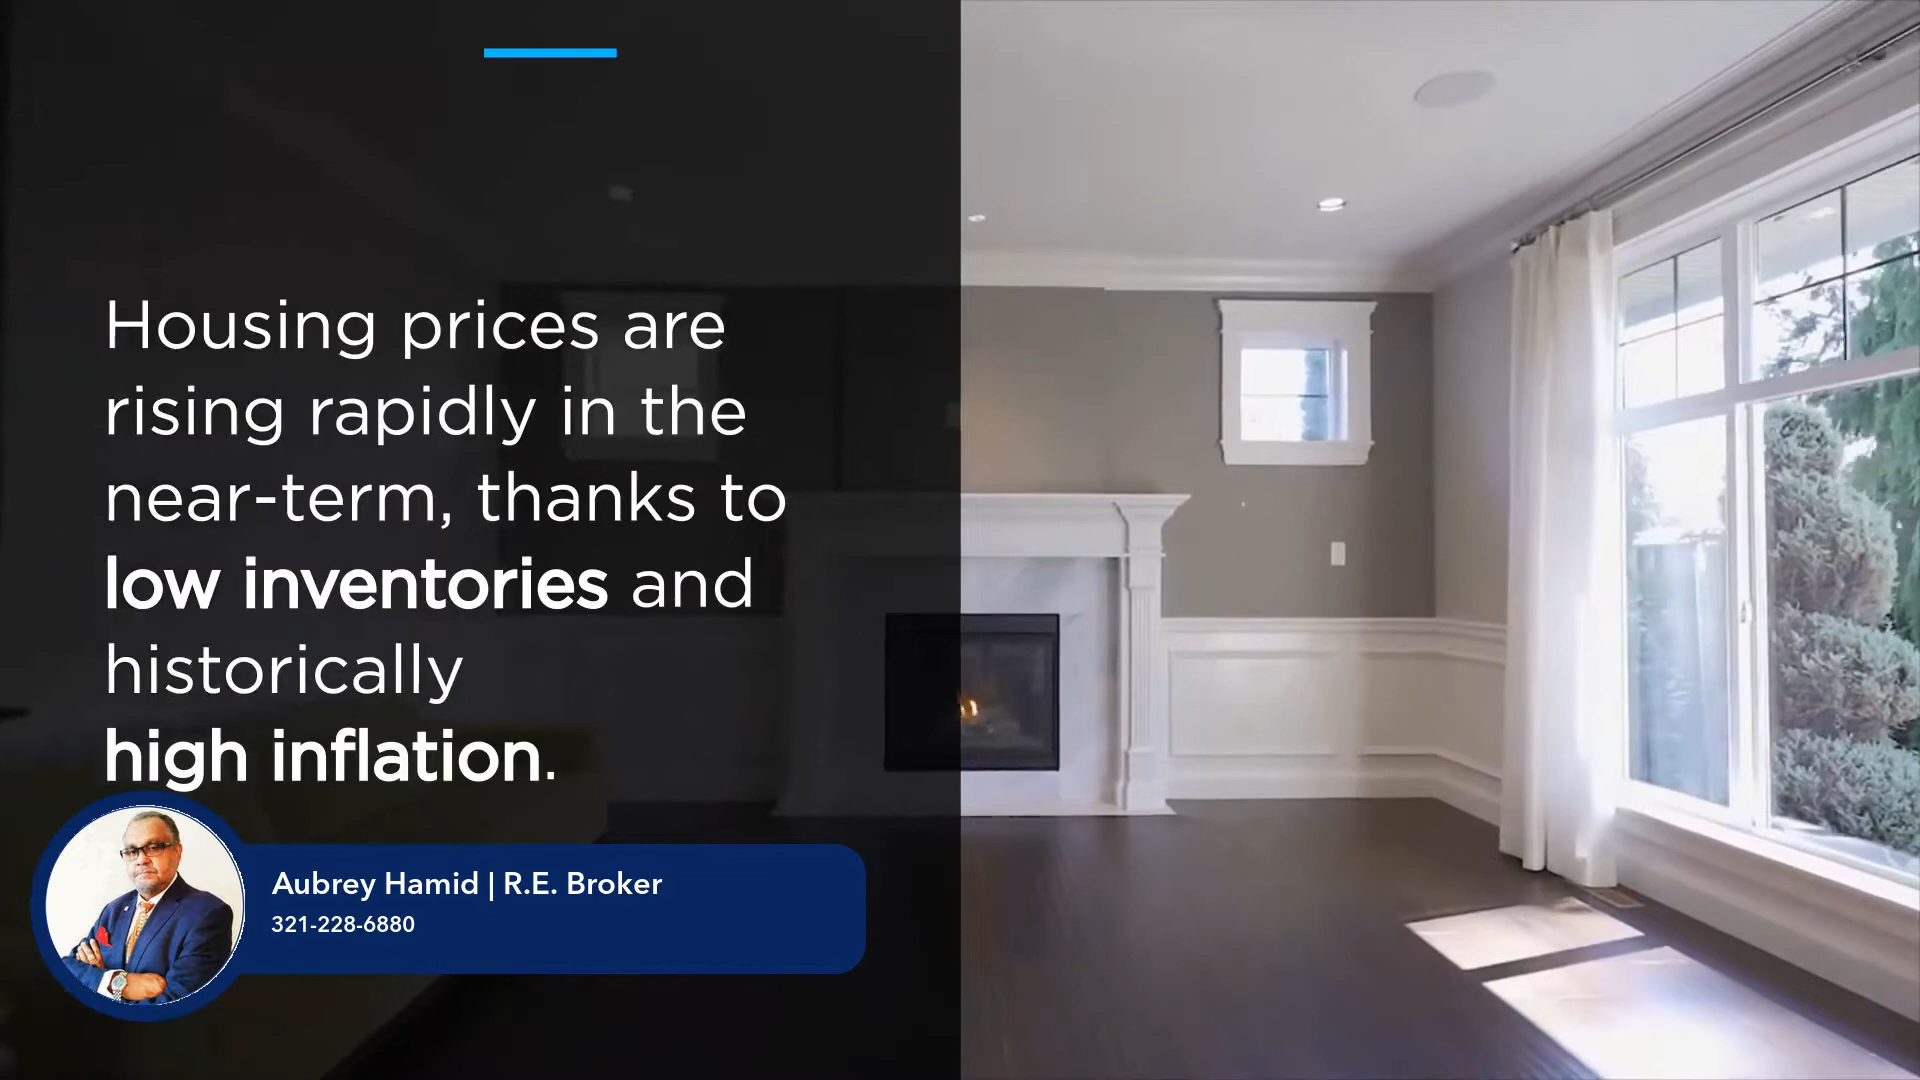 Housing prices are
rising rapidly in the
near-term, thanks to
low inventories and
historically
high inflation.
Aubrey Hamid | R.E. Broker
321-228-6880